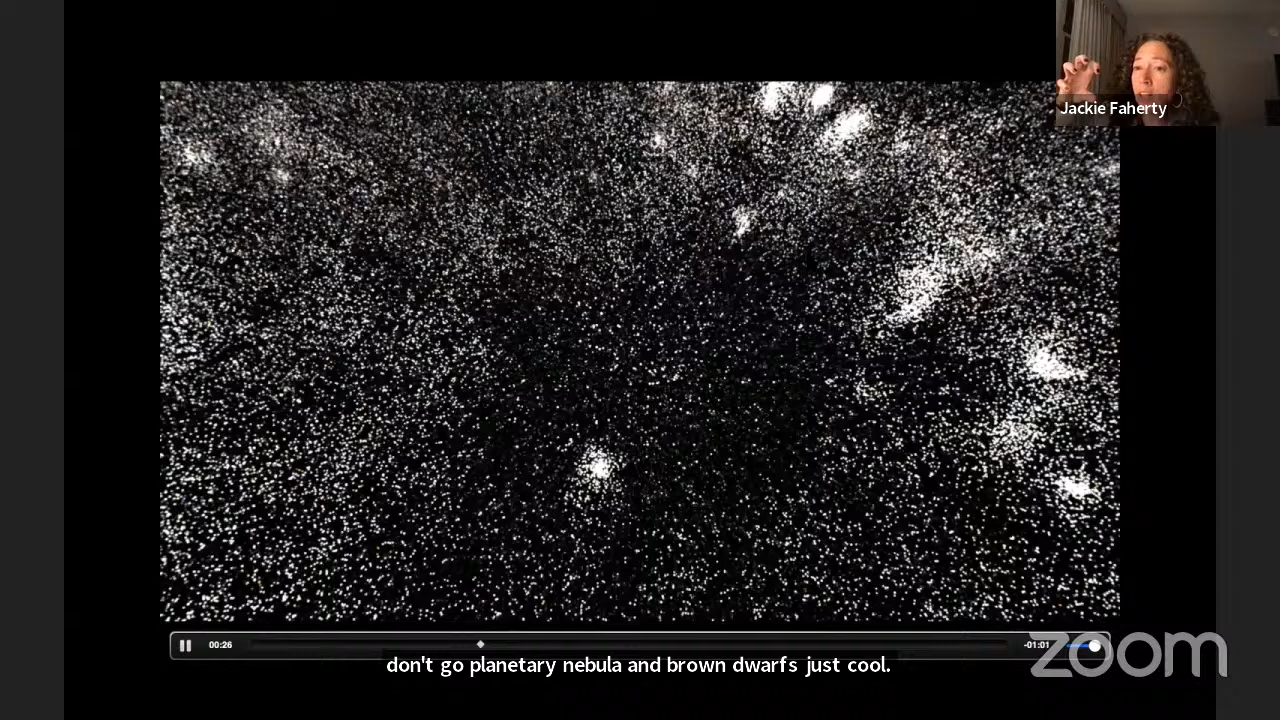 Jackie Faherty
00:26
-01:01
zoom
don't go planetary nebula and brown dwarfs just cool.